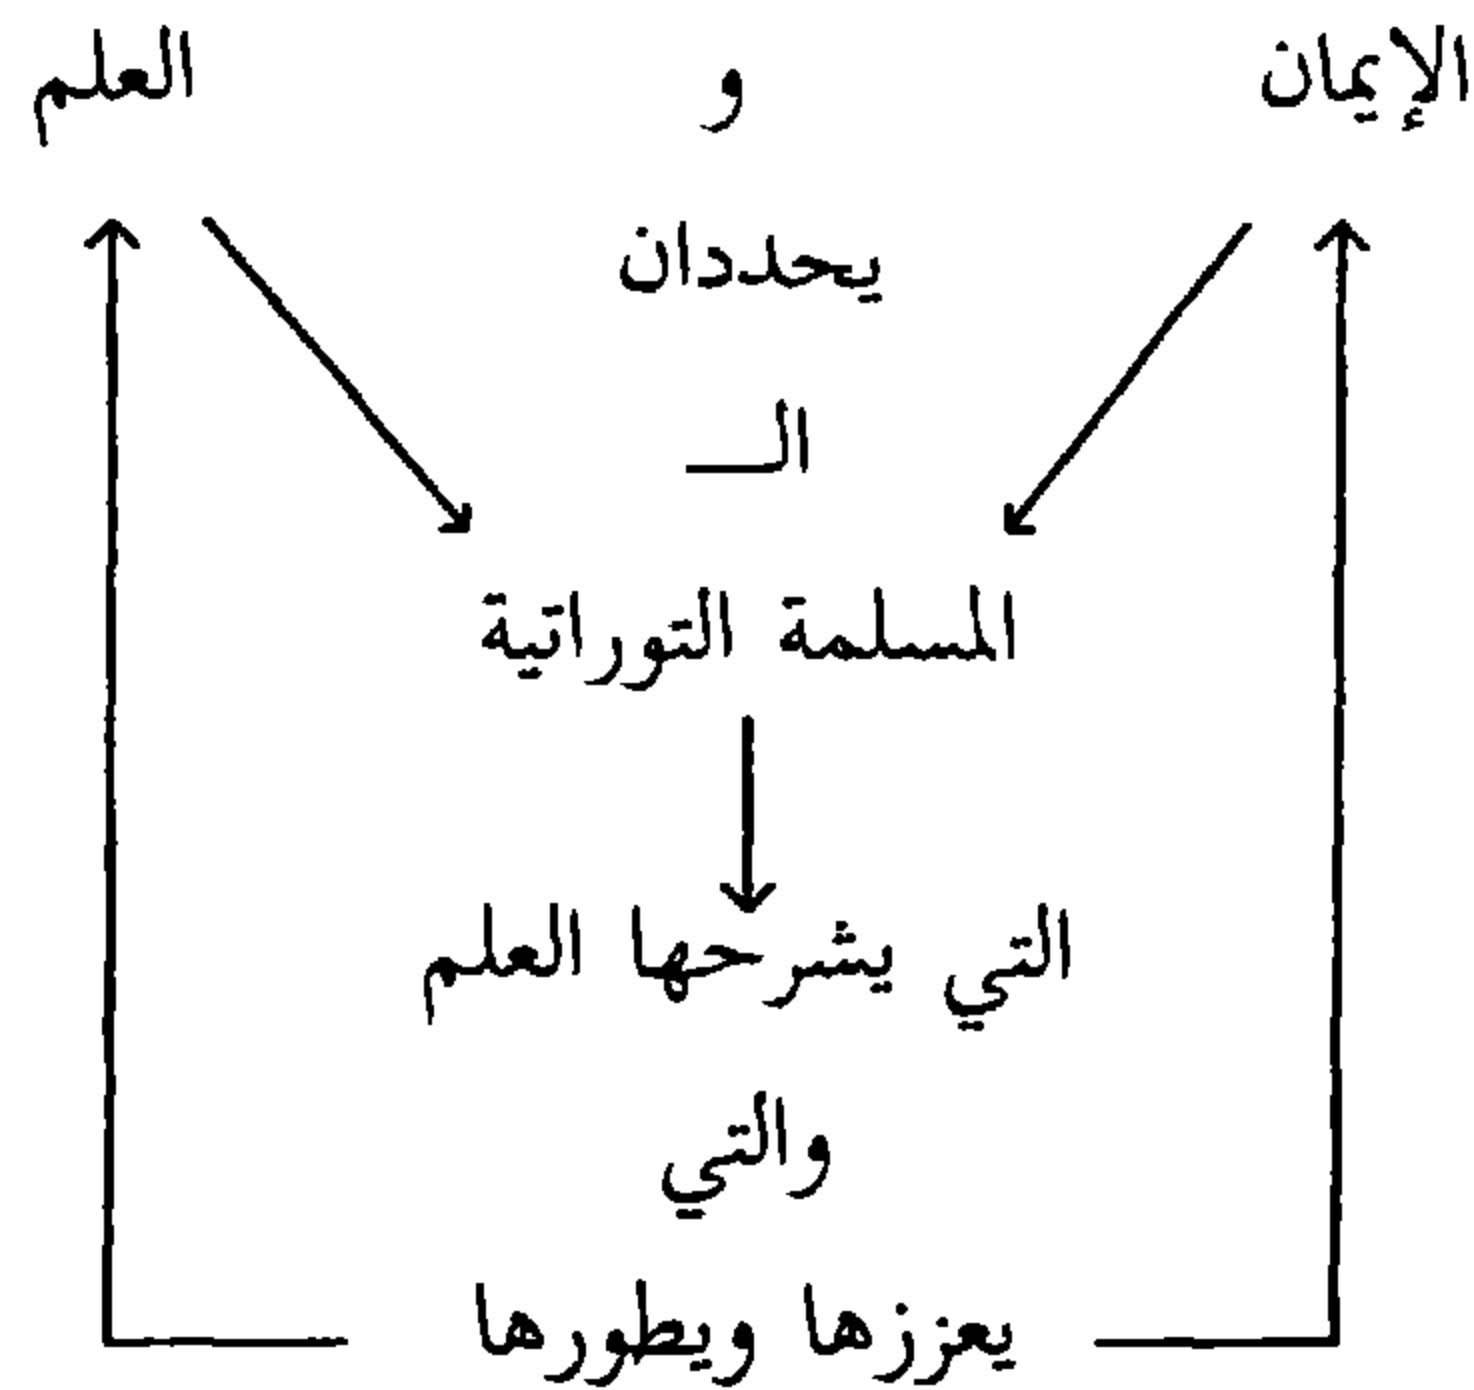 الإيمان و العلم
يحددان
الـــ
المسلمة التوراتية
التي يشرحها العلم
والتي
يعززها ويطورها